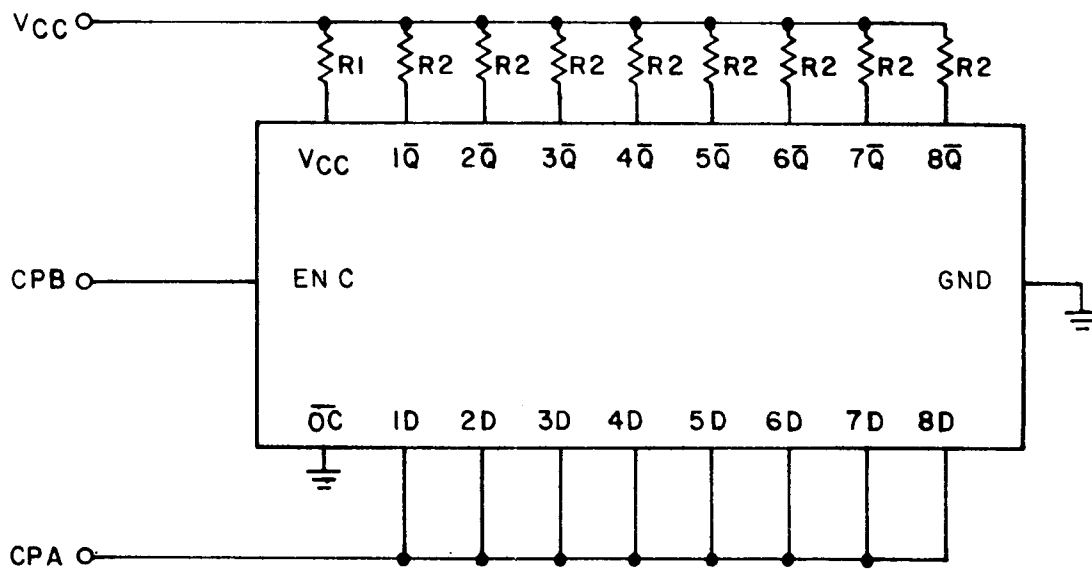 VCC
R1 R2 R2 R2 R2 R2 R2 R2 R2
VCC 1Q̅ 2Q̅ 3Q̅ 4Q̅ 5Q̅ 6Q̅ 7Q̅ 8Q̅
CPB EN C GND
O̅C̅ 1D 2D 3D 4D 5D 6D 7D 8D
CPA